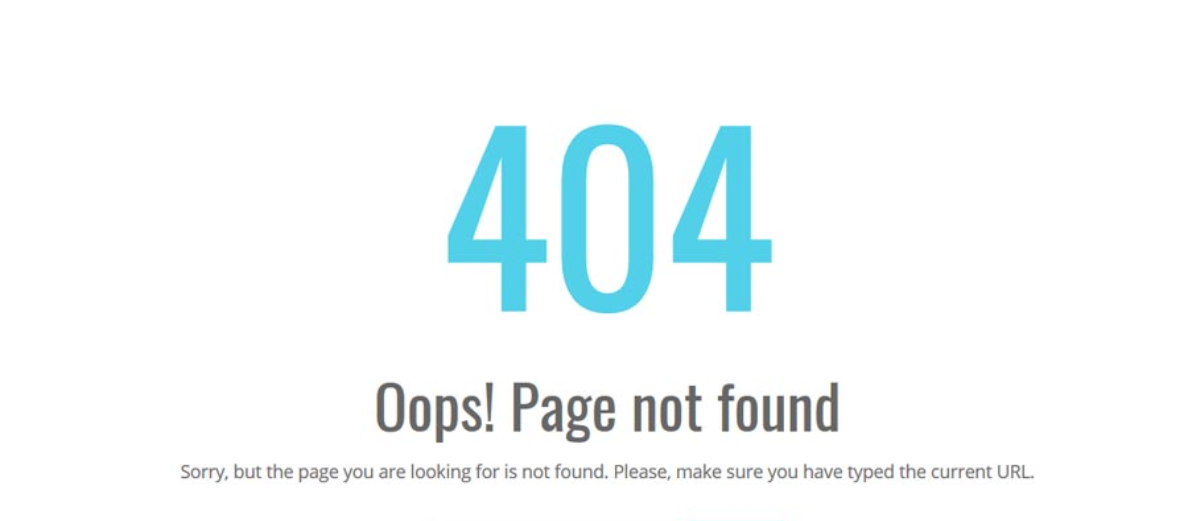 404
Oops! Page not found
Sorry, but the page you are looking for is not found. Please, make sure you have typed the current URL.